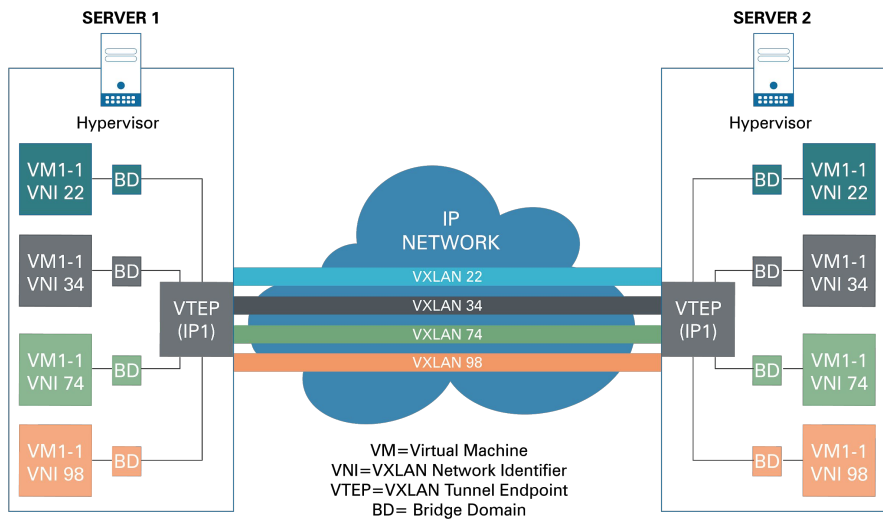 SERVER 1
Hypervisor
VM1-1
VNI 22
BD
VM1-1
VNI 34
BD
VM1-1
VNI 74
BD
VM1-1
VNI 98
BD
VTEP
(IP1)
IP
NETWORK
VXLAN 22
VXLAN 34
VXLAN 74
VXLAN 98
SERVER 2
Hypervisor
VTEP
(IP1)
BD
VM1-1
VNI 22
BD
VM1-1
VNI 34
BD
VM1-1
VNI 74
BD
VM1-1
VNI 98
VM=Virtual Machine
VNI=VXLAN Network Identifier
VTEP=VXLAN Tunnel Endpoint
BD= Bridge Domain